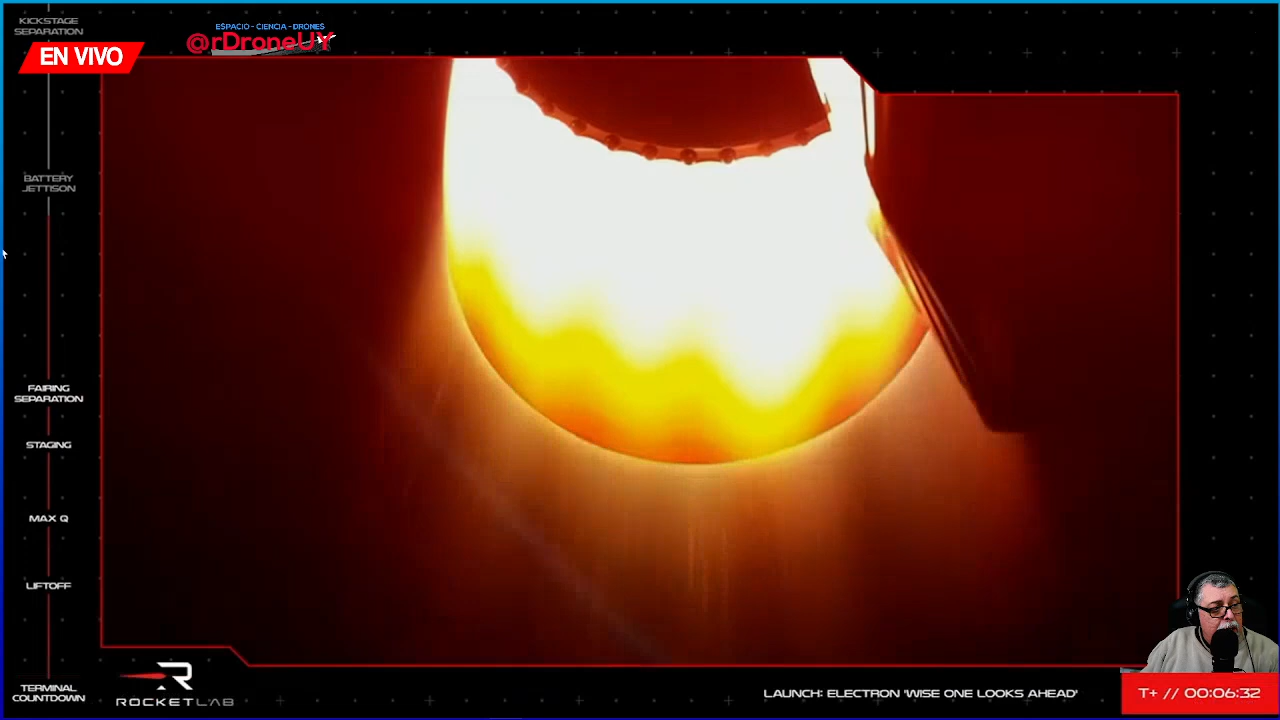 KICKSTAGE
SEPARATION
ESPACIO - CIENCIA - DRONES
@rDroneUY
EN VIVO
BATTERY
JETTISON
FAIRING
SEPARATION
STAGING
MAX Q
LIFTOFF
TERMINAL
COUNTDOWN
ROCKETLAB
LAUNCH: ELECTRON 'WISE ONE LOOKS AHEAD'
T+ // 00:06:32